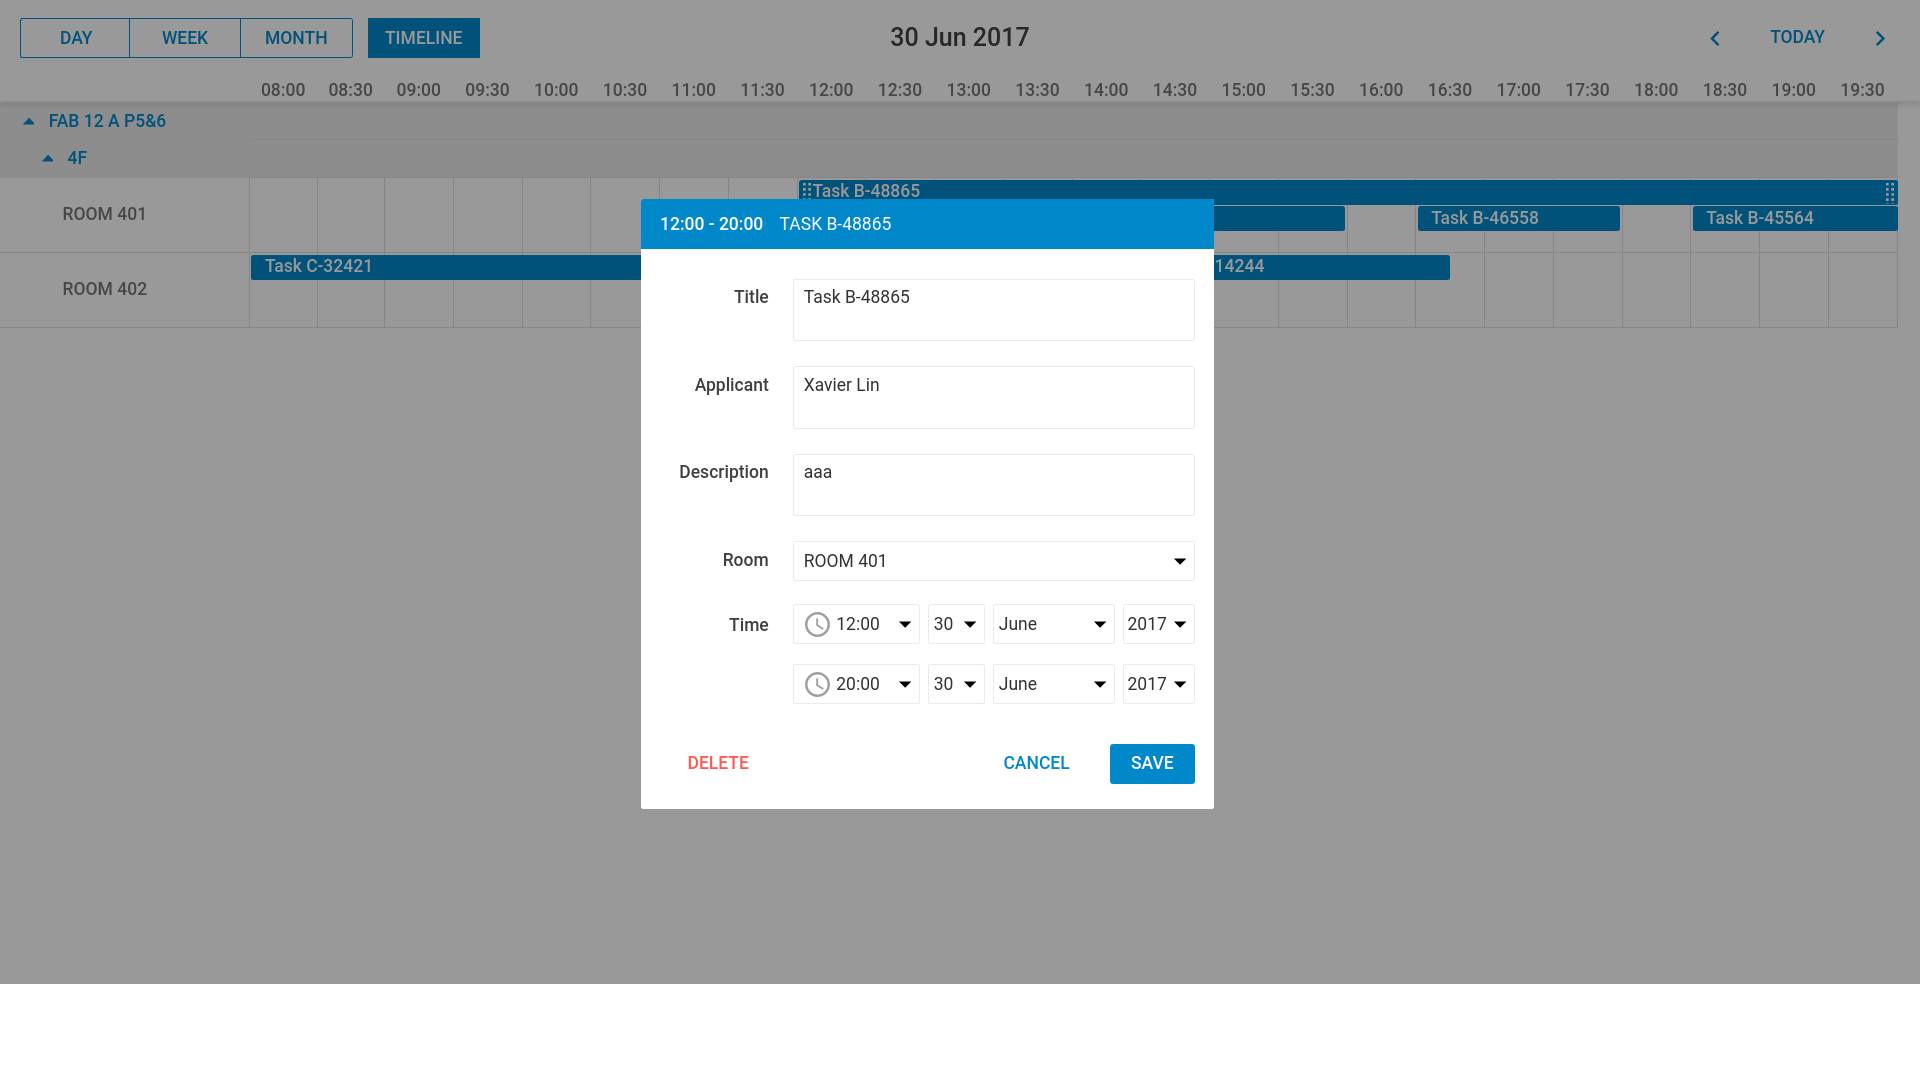 DAY WEEK MONTH TIMELINE 30 Jun 2017 TODAY
08:00 08:30 09:00 09:30 10:00 10:30 11:00 11:30 12:00 12:30 13:00 13:30 14:00 14:30 15:00 15:30 16:00 16:30 17:00 17:30 18:00 18:30 19:00 19:30
FAB 12 A P5&6
4F
Task B-48865
ROOM 401
Task B-46558 Task B-45564
Task C-32421 14244
ROOM 402
12:00 - 20:00 TASK B-48865
Title Task B-48865
Applicant Xavier Lin
Description aaa
Room ROOM 401
Time 12:00 30 June 2017
20:00 30 June 2017
DELETE CANCEL SAVE